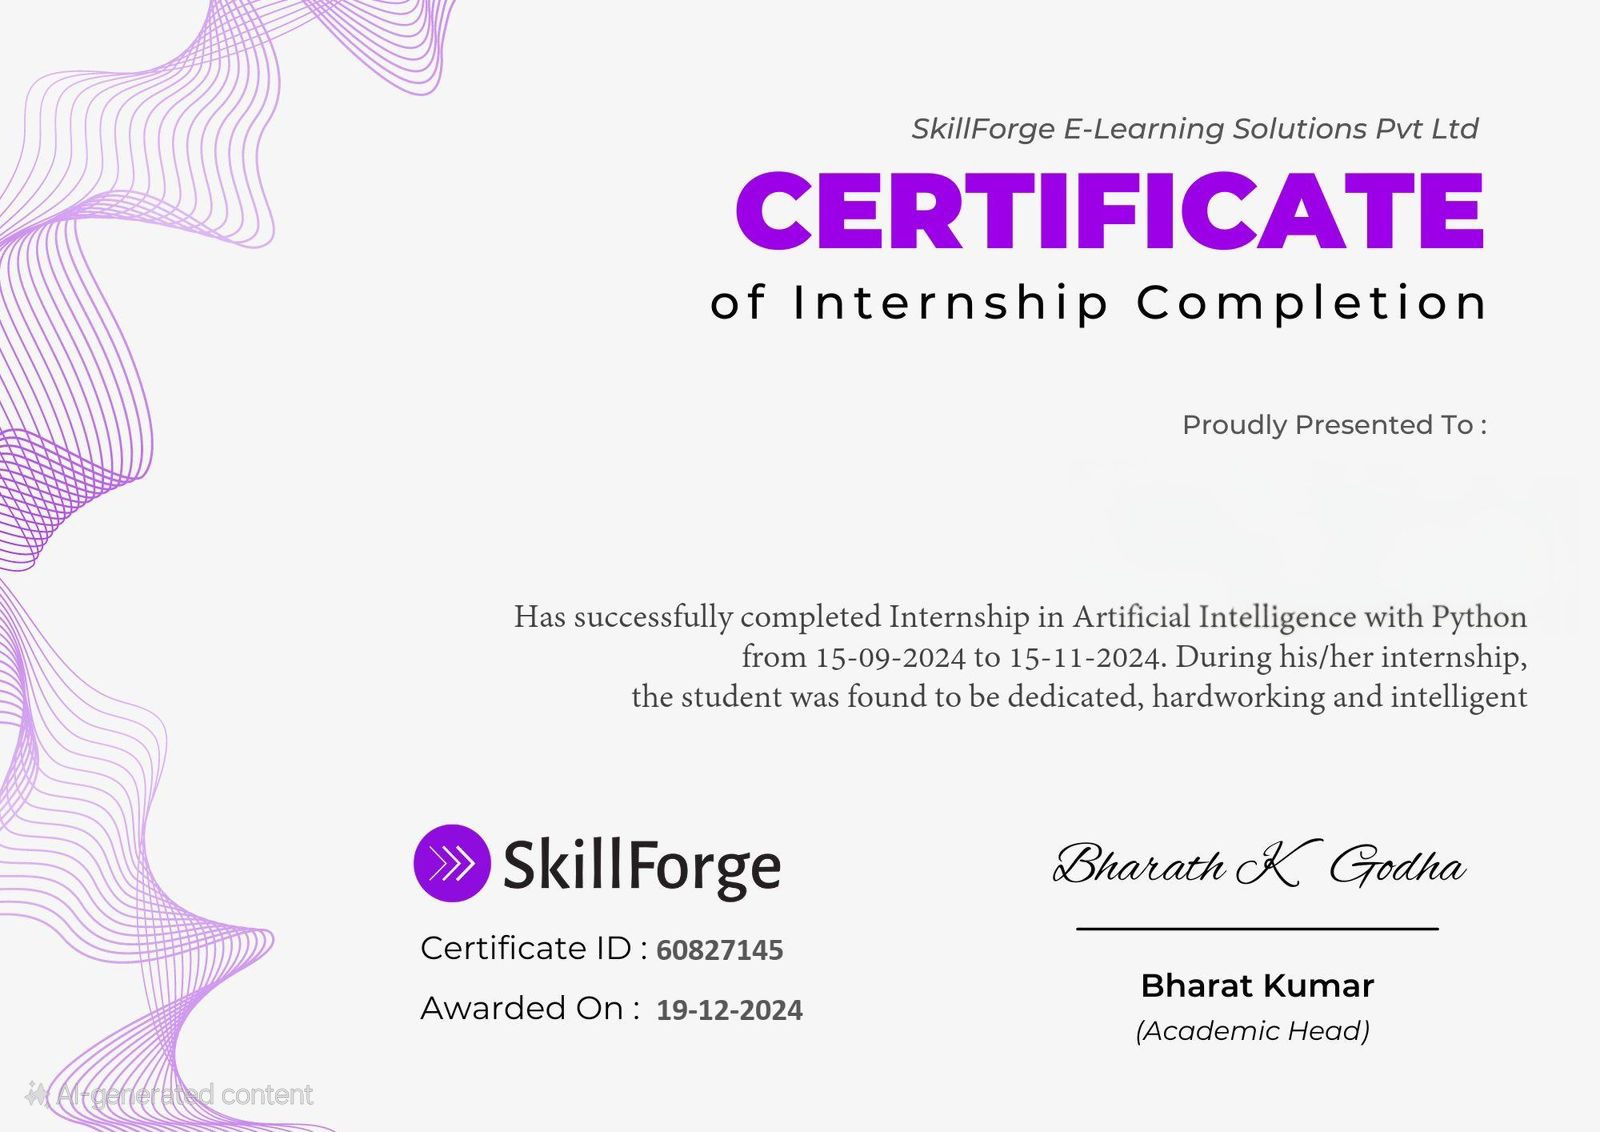 SkillForge E-Learning Solutions Pvt Ltd
CERTIFICATE
of Internship Completion
Proudly Presented To :
Has successfully completed Internship in Artificial Intelligence with Python
from 15-09-2024 to 15-11-2024. During his/her internship,
the student was found to be dedicated, hardworking and intelligent
SkillForge
Certificate ID : 60827145
Awarded On : 19-12-2024
Bharath K Godha
Bharat Kumar
(Academic Head)
AI-generated content